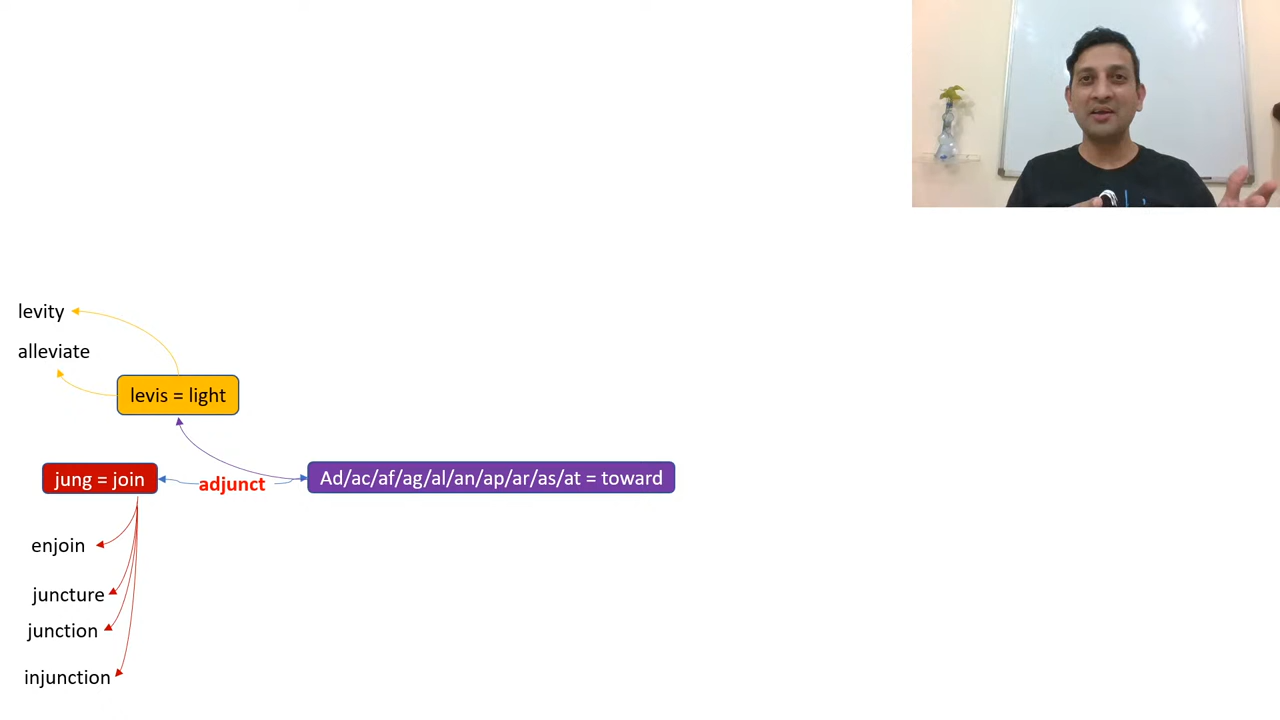 levity
alleviate
levis = light
jung = join
adjunct
Ad/ac/af/ag/al/an/ap/ar/as/at = toward
enjoin
juncture
junction
injunction